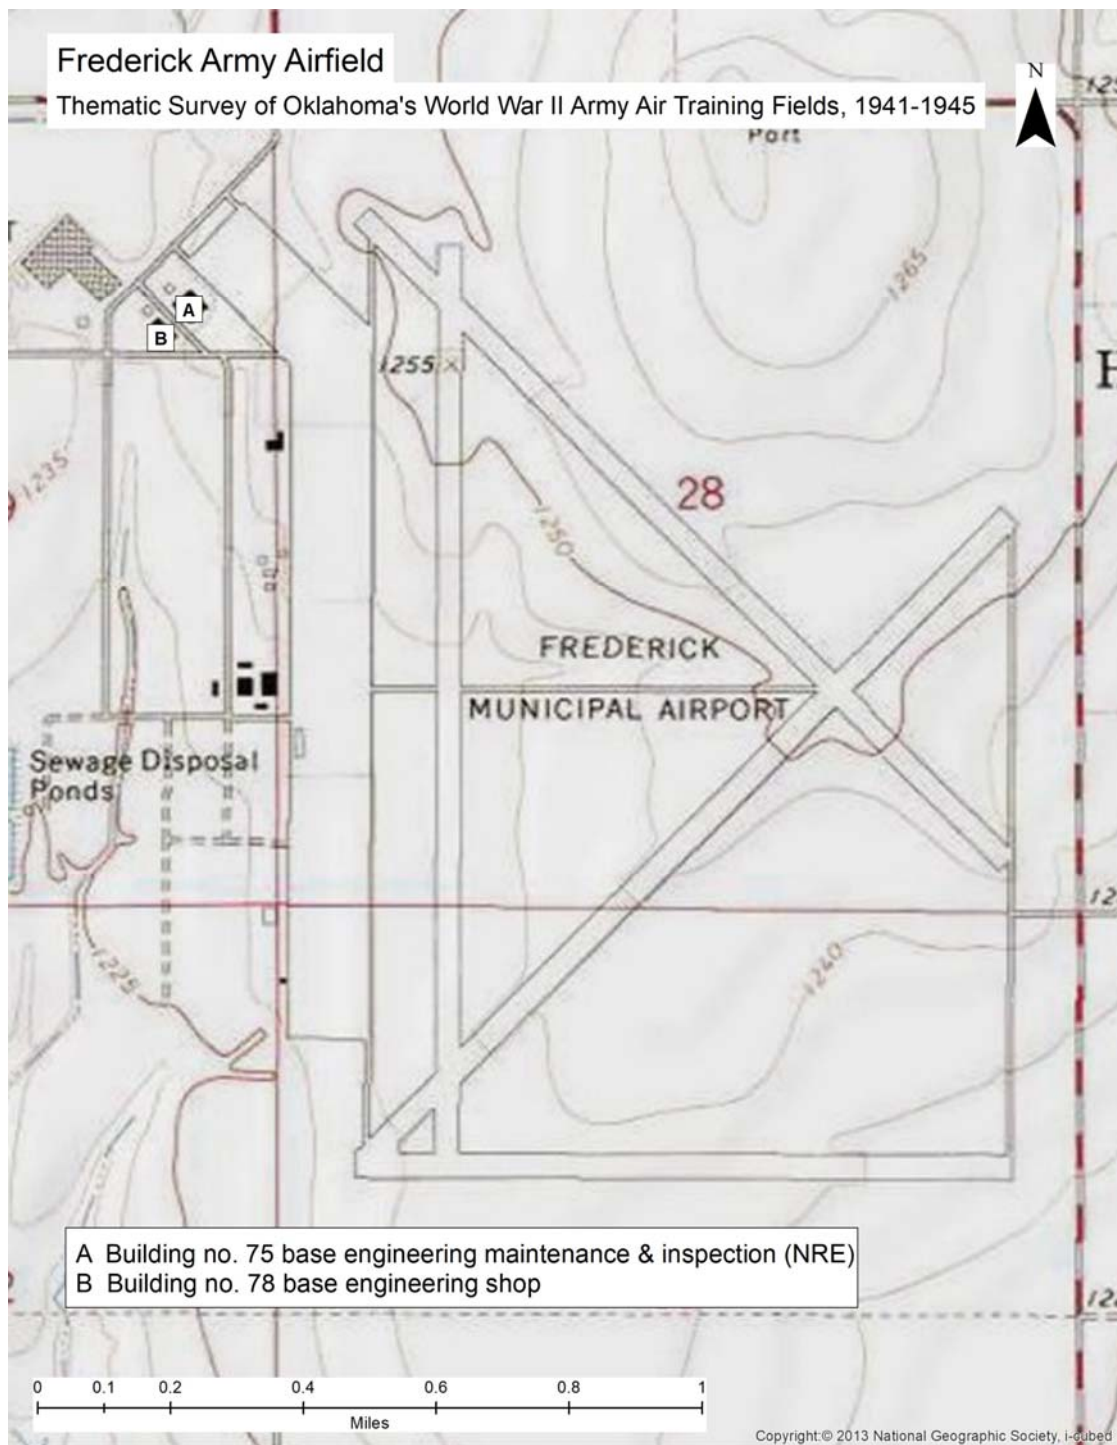 Frederick Army Airfield
Thematic Survey of Oklahoma's World War II Army Air Training Fields, 1941-1945
N
Port
1265
A
B
1255
H
1235
28
1250
FREDERICK
MUNICIPAL AIRPORT
Sewage Disposal
Ponds
1225
1240
A Building no. 75 base engineering maintenance & inspection (NRE)
B Building no. 78 base engineering shop
0 0.1 0.2 0.4 0.6 0.8 1
Miles
Copyright:© 2013 National Geographic Society, i-cubed